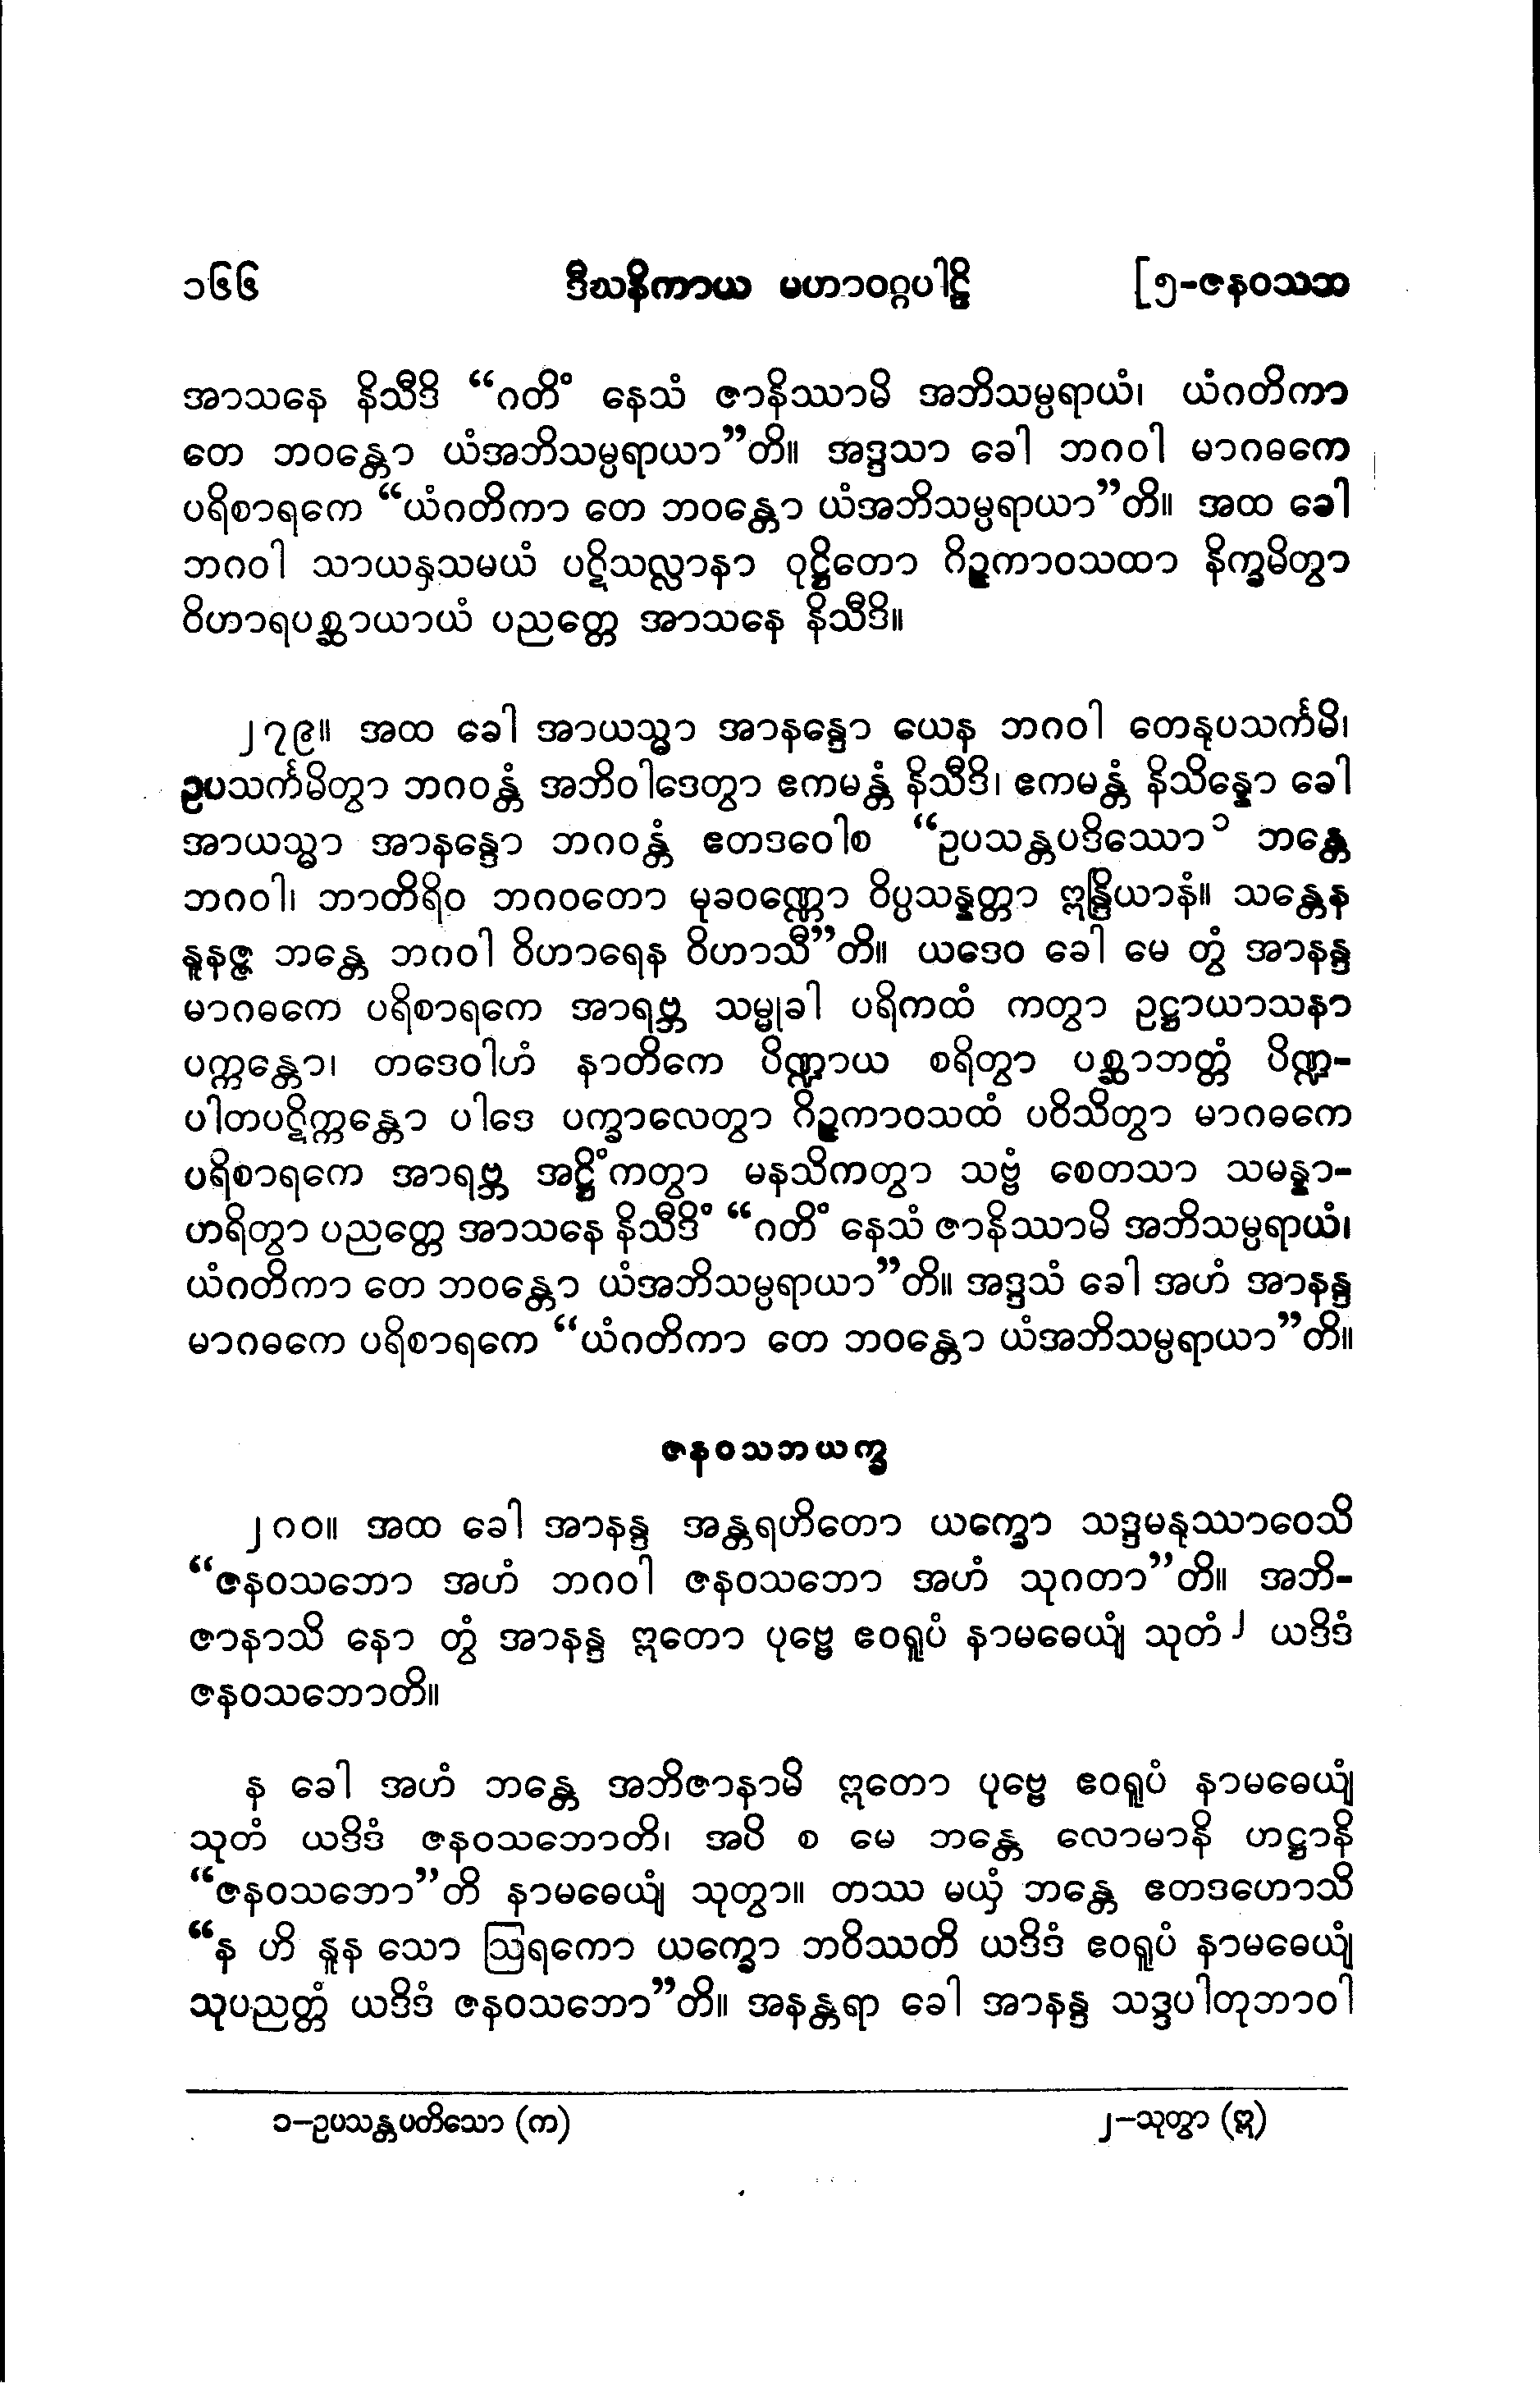 ၁၆၆ ဒီဃနိကာယ မဟာဝဂ္ဂပါဠိ [၅-ဇနဝသဘ
အာသနေ နိသီဒိ “ဂတိံ နေသံ ဇာနိဿာမိ အဘိသမ္ပရာယံ၊ ယံဂတိကာ
တေ ဘဝန္တော ယံအဘိသမ္ပရာယာ”တိ။ အဒ္ဒသာ ခေါ ဘဂဝါ မာဂဓကေ
ပရိစာရကေ “ယံဂတိကာ တေ ဘဝန္တော ယံအဘိသမ္ပရာယာ”တိ။ အထ ခေါ
ဘဂဝါ သာယနှသမယံ ပဋိသလ္လာနာ ဝုဋ္ဌိတော ဂိဉ္ဇကာဝသထာ နိက္ခမိတွာ
ဝိဟာရပစ္ဆာယာယံ ပညတ္တေ အာသနေ နိသီဒိ။
၂၇၉။ အထ ခေါ အာယသ္မာ အာနန္ဒော ယေန ဘဂဝါ တေနုပသင်္ကမိ၊
ဥပသင်္ကမိတွာ ဘဂဝန္တံ အဘိဝါဒေတွာ ဧကမန္တံ နိသီဒိ၊ ဧကမန္တံ နိသိန္နော ခေါ
အာယသ္မာ အာနန္ဒော ဘဂဝန္တံ ဧတဒဝေါစ “ဥပသန္တပဒိဿော ၁ ဘန္တေ
ဘဂဝါ၊ ဘာတိရိဝ ဘဂဝတော မုခဝဏ္ဏော ဝိပ္ပသန္နတ္တာ ဣန္ဒြိယာနံ။ သန္တေန
နူနဇ္ဇ ဘန္တေ ဘဂဝါ ဝိဟာရေန ဝိဟာသီ”တိ။ ယဒေဝ ခေါ မေ တွံ အာနန္ဒ
မာဂဓကေ ပရိစာရကေ အာရဗ္ဘ သမ္မုခါ ပရိကထံ ကတွာ ဥဋ္ဌာယာသနာ
ပက္ကန္တော၊ တဒေဝါဟံ နာတိကေ ပိဏ္ဍာယ စရိတွာ ပစ္ဆာဘတ္တံ ပိဏ္ဍ-
ပါတပဋိက္ကန္တော ပါဒေ ပက္ခာလေတွာ ဂိဉ္ဇကာဝသထံ ပဝိသိတွာ မာဂဓကေ
ပရိစာရကေ အာရဗ္ဘ အဋ္ဌိံကတွာ မနသိကတွာ သဗ္ဗံ စေတသာ သမန္နာ-
ဟရိတွာ ပညတ္တေ အာသနေ နိသီဒိံ “ဂတိံ နေသံ ဇာနိဿာမိ အဘိသမ္ပရာယံ၊
ယံဂတိကာ တေ ဘဝန္တော ယံအဘိသမ္ပရာယာ”တိ။ အဒ္ဒသံ ခေါ အဟံ အာနန္ဒ
မာဂဓကေ ပရိစာရကေ “ယံဂတိကာ တေ ဘဝန္တော ယံအဘိသမ္ပရာယာ”တိ။
ဇနဝသဘယက္ခ
၂၈၀။ အထ ခေါ အာနန္ဒ အန္တရဟိတော ယက္ခော သဒ္ဒမနုဿာဝေသိ
“ဇနဝသဘော အဟံ ဘဂဝါ ဇနဝသဘော အဟံ သုဂတာ”တိ။ အဘိ-
ဇာနာသိ နော တွံ အာနန္ဒ ဣတော ပုဗ္ဗေ ဧဝရူပံ နာမဓေယျံ သုတံ ၂ ယဒိဒံ
ဇနဝသဘောတိ။
န ခေါ အဟံ ဘန္တေ အဘိဇာနာမိ ဣတော ပုဗ္ဗေ ဧဝရူပံ နာမဓေယျံ
သုတံ ယဒိဒံ ဇနဝသဘောတိ၊ အပိ စ မေ ဘန္တေ လောမာနိ ဟဋ္ဌာနိ
“ဇနဝသဘော”တိ နာမဓေယျံ သုတွာ။ တဿ မယှံ ဘန္တေ ဧတဒဟောသိ
“န ဟိ နူန သော ဩရကော ယက္ခော ဘဝိဿတိ ယဒိဒံ ဧဝရူပံ နာမဓေယျံ
သုပညတ္တံ ယဒိဒံ ဇနဝသဘော”တိ။ အနန္တရာ ခေါ အာနန္ဒ သဒ္ဒပါတုဘာဝါ
၁-ဥပသန္တပတိသော (က) ၂-သုတွာ (ဣ)